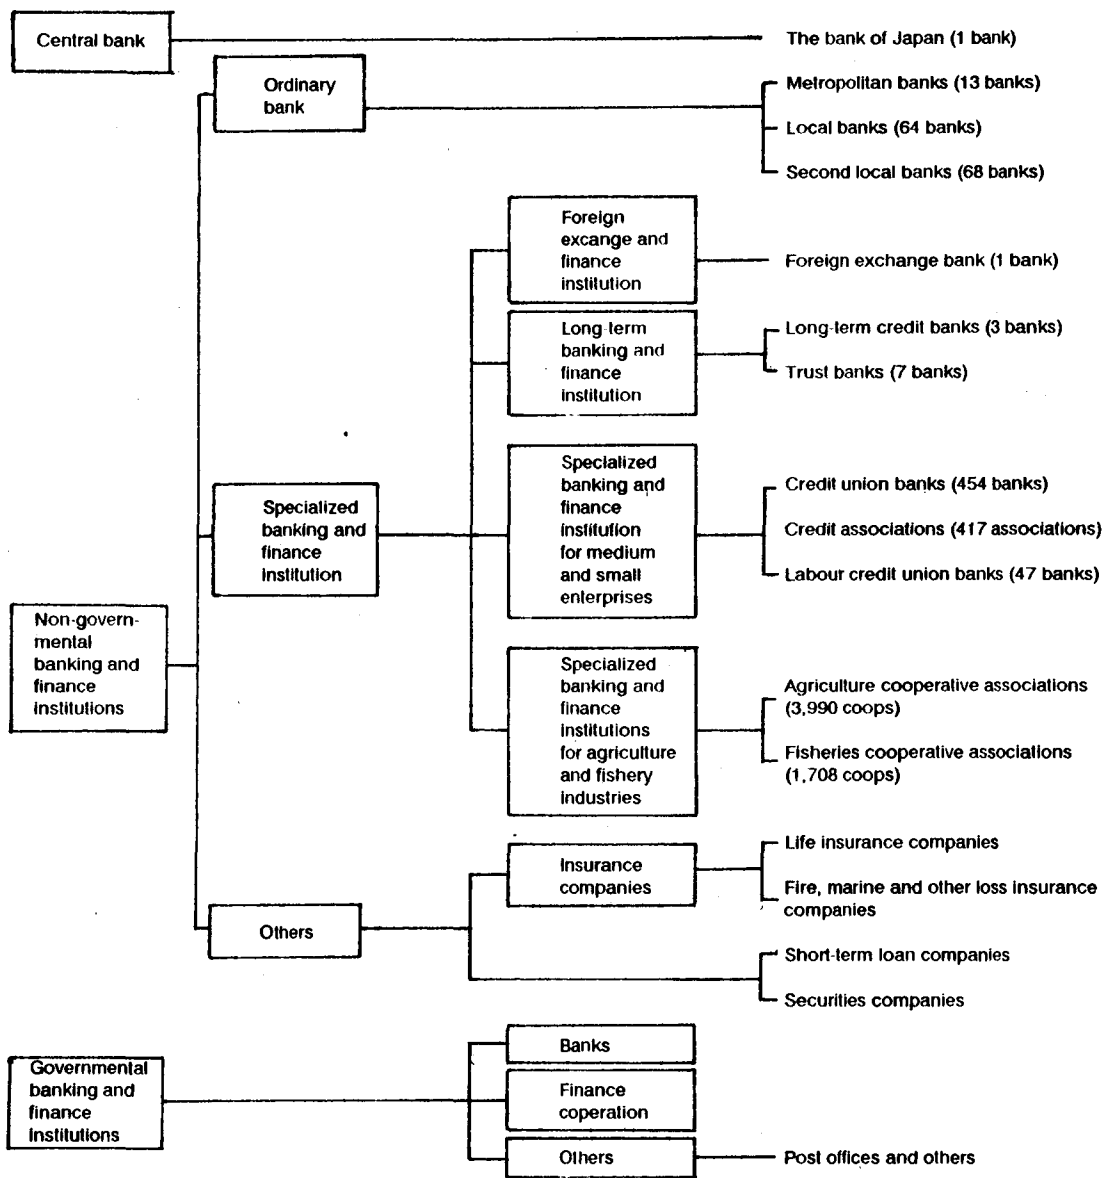 Central bank
The bank of Japan (1 bank)
Ordinary
bank
Metropolitan banks (13 banks)
Local banks (64 banks)
Second local banks (68 banks)
Foreign
excange and
finance
institution
Foreign exchange bank (1 bank)
Long-term
banking and
finance
institution
Long-term credit banks (3 banks)
Trust banks (7 banks)
Specialized
banking and
finance
institution
Specialized
banking and
finance
institution
for medium
and small
enterprises
Credit union banks (454 banks)
Credit associations (417 associations)
Labour credit union banks (47 banks)
Non-govern-
mental
banking and
finance
institutions
Specialized
banking and
finance
institutions
for agriculture
and fishery
industries
Agriculture cooperative associations
(3,990 coops)
Fisheries cooperative associations
(1,708 coops)
Insurance
companies
Life insurance companies
Fire, marine and other loss insurance
companies
Others
Short-term loan companies
Securities companies
Governmental
banking and
finance
institutions
Banks
Finance
coperation
Others
Post offices and others